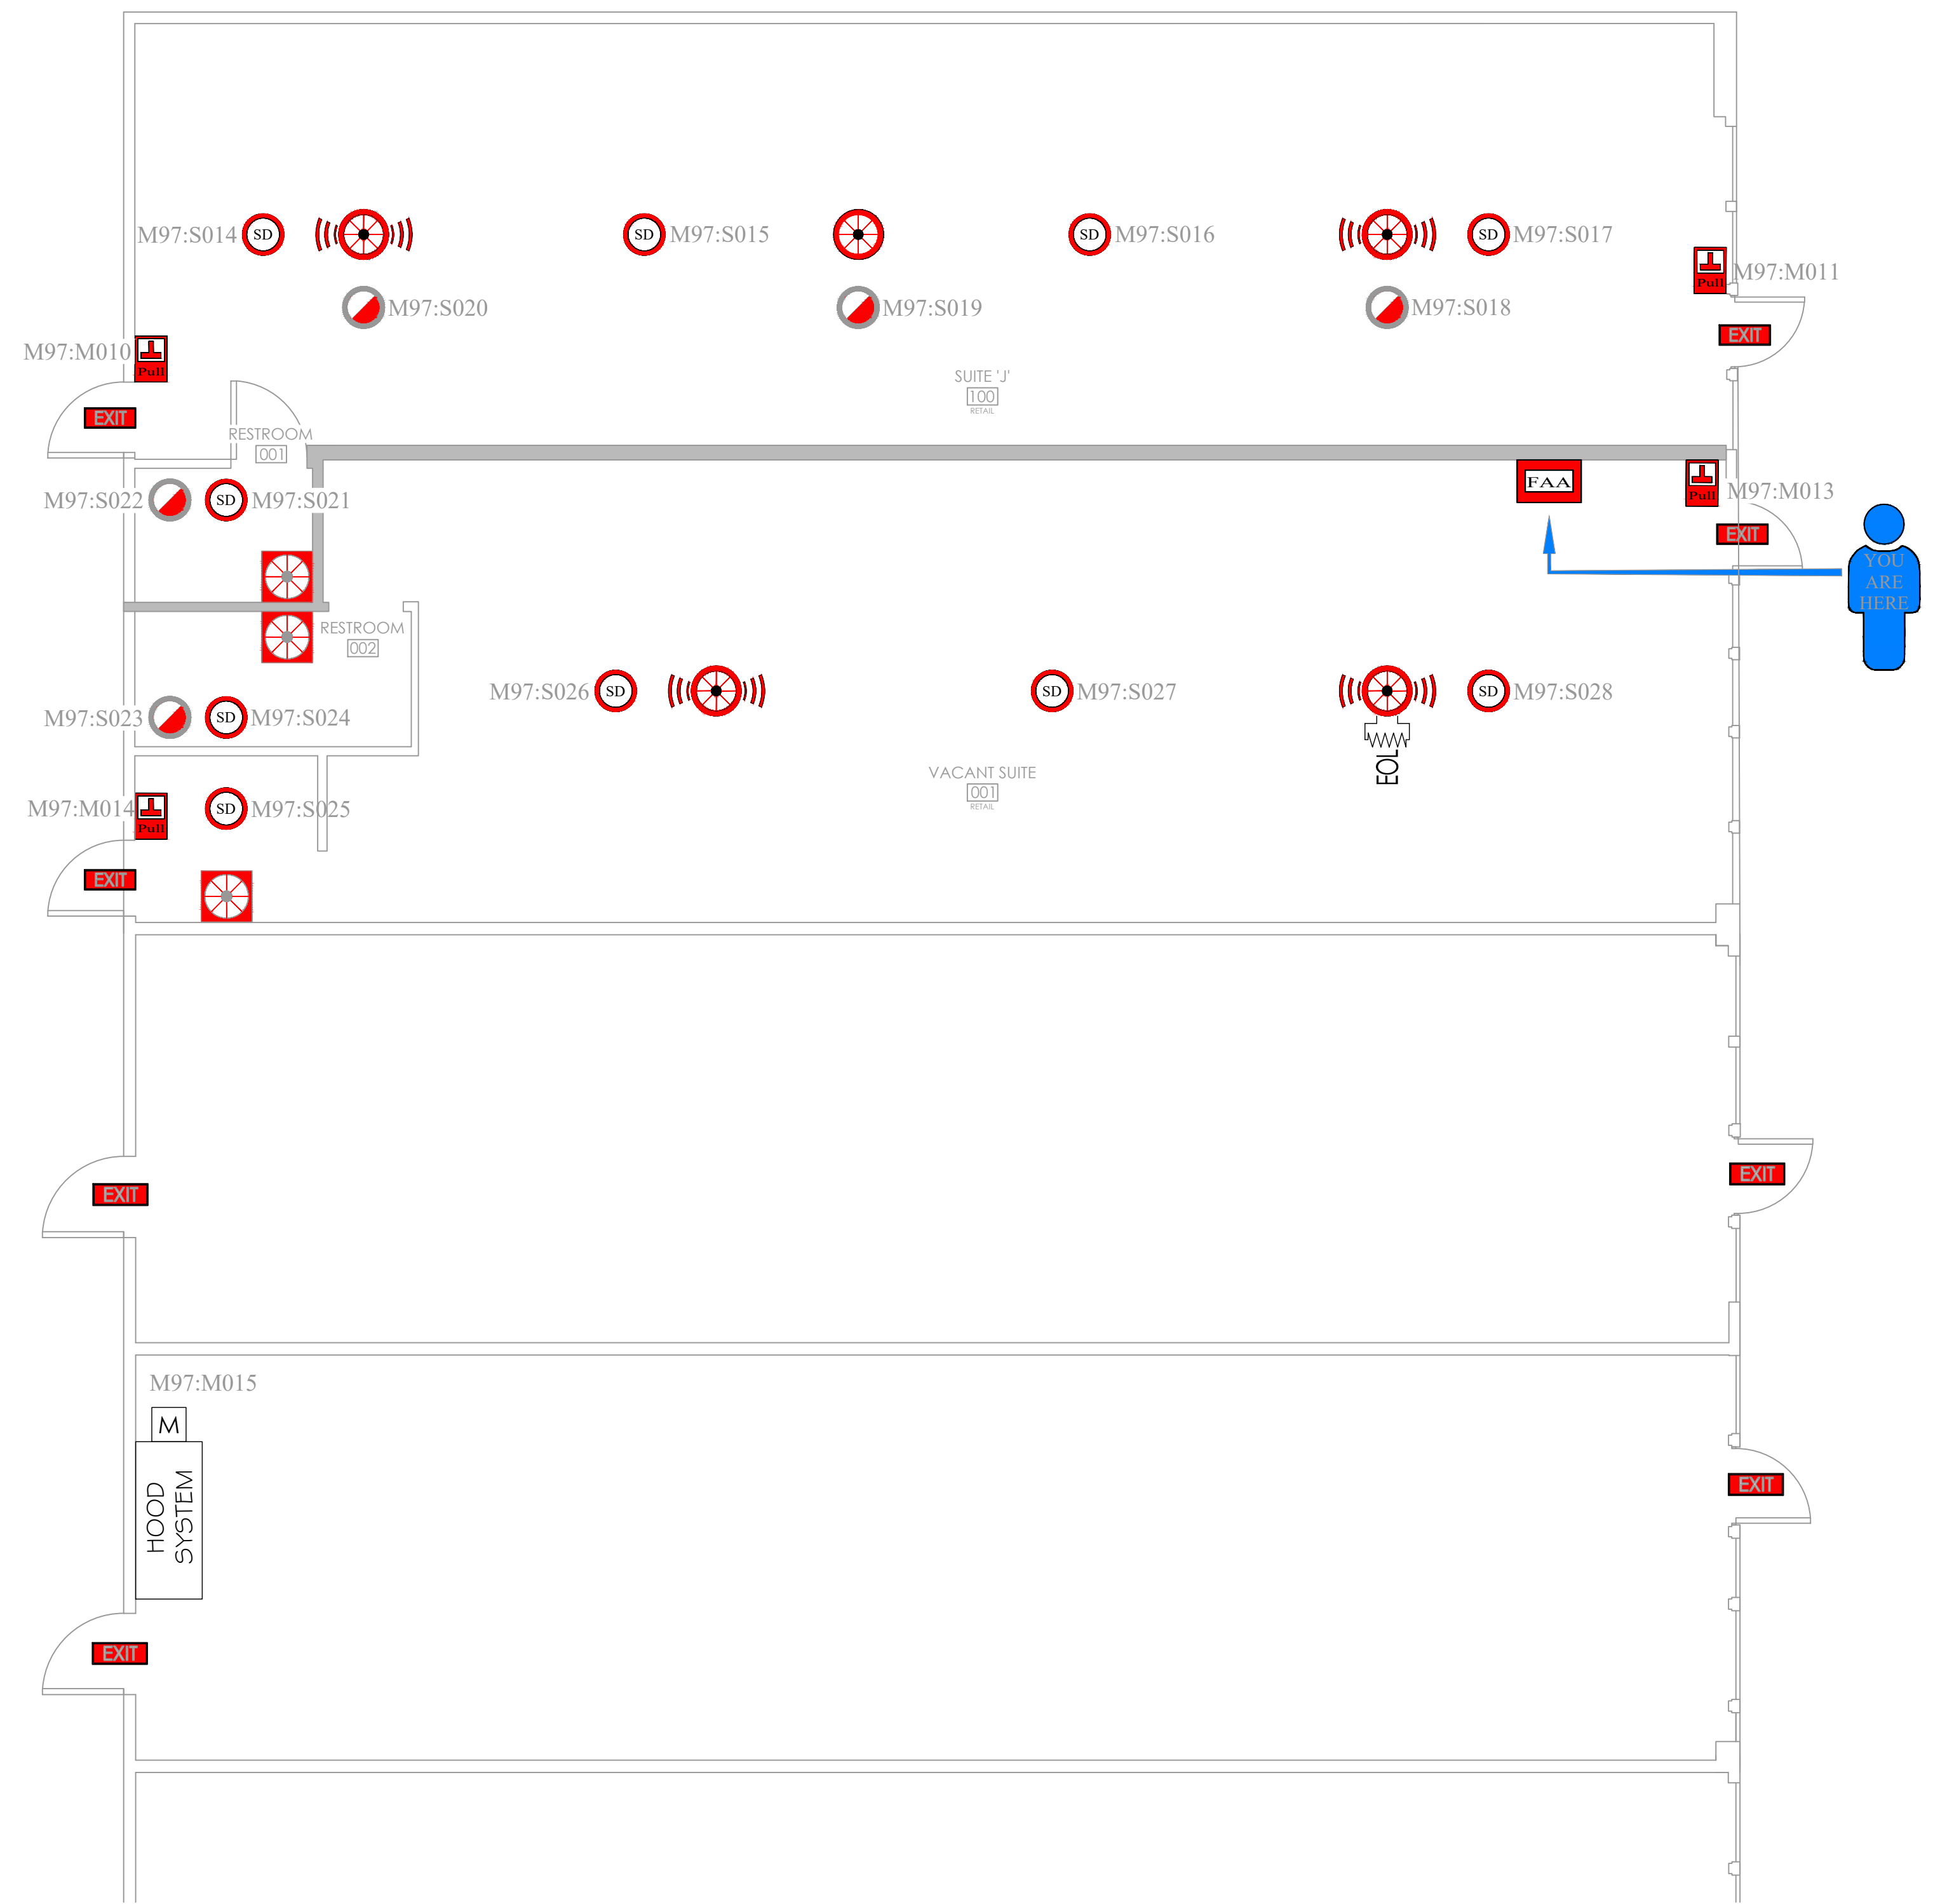 M97:S014
SD
SD
M97:S015
SD
M97:S016
SD
M97:S017
M97:M011
Pull
M97:S020
M97:S019
M97:S018
EXIT
M97:M010
Pull
SUITE 'J'
100
RETAIL
EXIT
RESTROOM
001
FAA
Pull
M97:M013
M97:S022
SD
M97:S021
EXIT
YOU
ARE
HERE
RESTROOM
002
M97:S026
SD
SD
M97:S027
SD
M97:S028
M97:S023
SD
M97:S024
EOL
VACANT SUITE
001
RETAIL
M97:M014
Pull
SD
M97:S025
EXIT
EXIT
EXIT
M97:M015
M
HOOD
SYSTEM
EXIT
EXIT